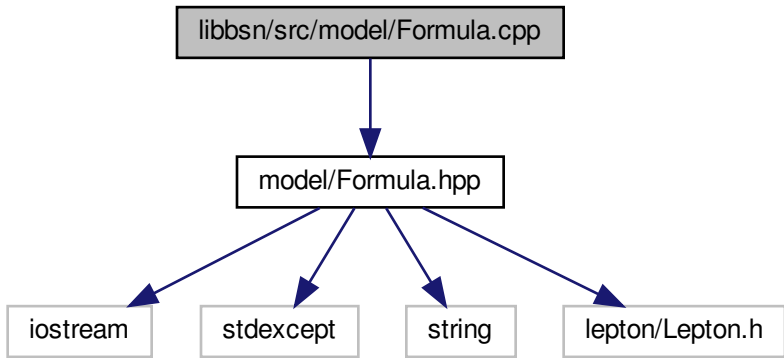 libbsn/src/model/Formula.cpp
model/Formula.hpp
iostream
stdexcept
string
lepton/Lepton.h